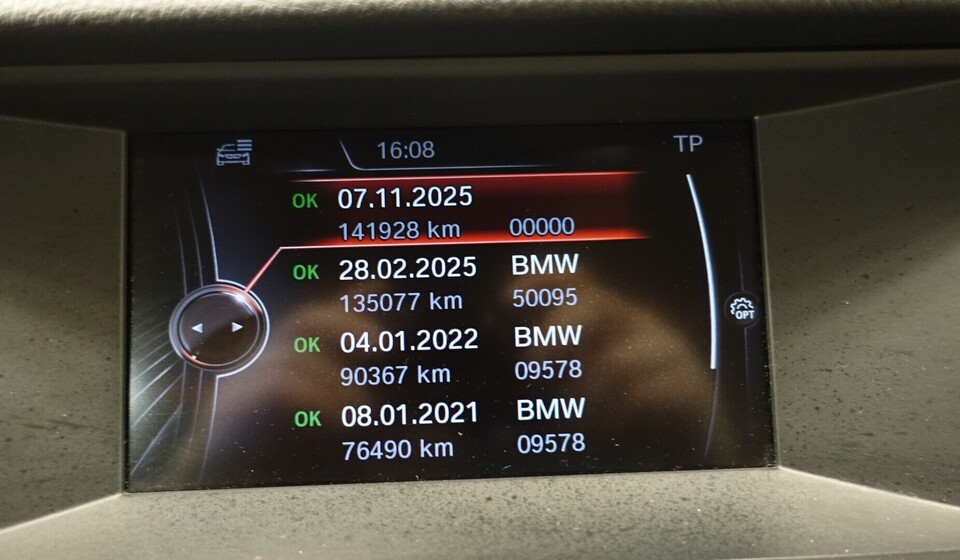 16:08 TP
OK 07.11.2025
141928 km 00000
OK 28.02.2025 BMW
135077 km 50095
OK 04.01.2022 BMW
90367 km 09578
OPT
OK 08.01.2021 BMW
76490 km 09578